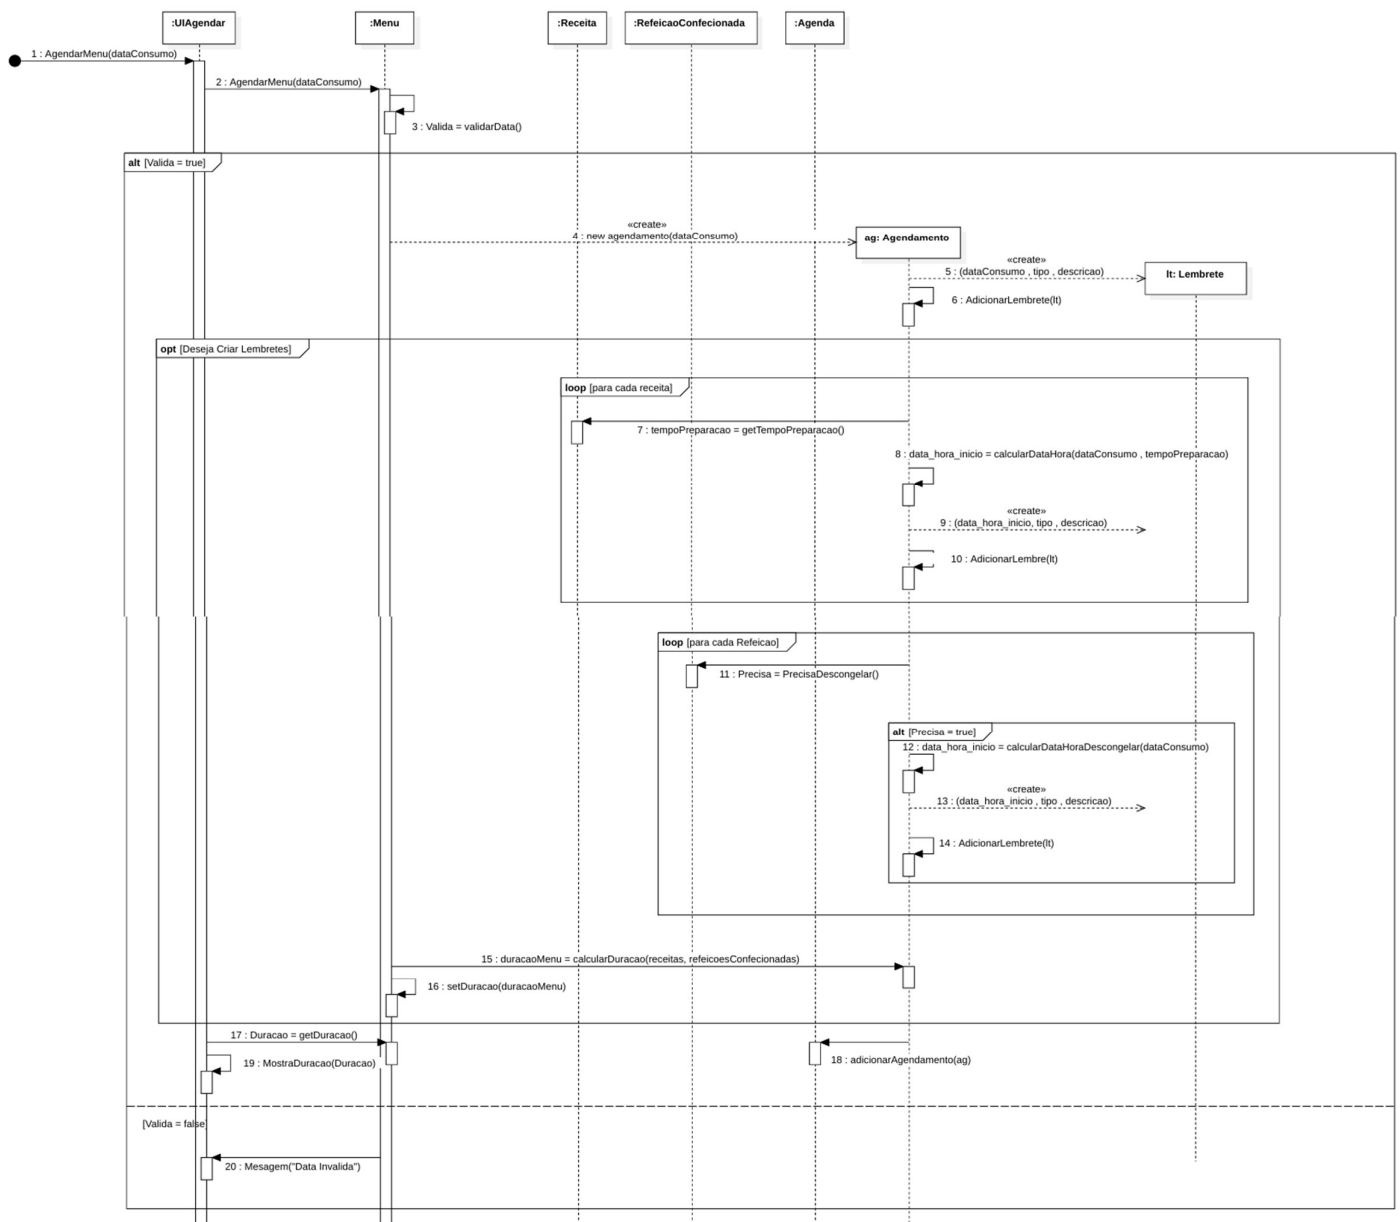 :UIAgendar
:Menu
:Receita
:RefeicaoConfecionada
:Agenda
1 : AgendarMenu(dataConsumo)
2 : AgendarMenu(dataConsumo)
3 : Valida = validarData()
alt [Valida = true]
«create»
4 : new agendamento(dataConsumo)
ag: Agendamento
«create»
5 : (dataConsumo , tipo , descricao)
lt: Lembrete
6 : AdicionarLembrete(lt)
opt [Deseja Criar Lembretes]
loop [para cada receita]
7 : tempoPreparacao = getTempoPreparacao()
8 : data_hora_inicio = calcularDataHora(dataConsumo , tempoPreparacao)
«create»
9 : (data_hora_inicio, tipo , descricao)
10 : AdicionarLembre(lt)
loop [para cada Refeicao]
11 : Precisa = PrecisaDescongelar()
alt [Precisa = true]
12 : data_hora_inicio = calcularDataHoraDescongelar(dataConsumo)
«create»
13 : (data_hora_inicio , tipo , descricao)
14 : AdicionarLembrete(lt)
15 : duracaoMenu = calcularDuracao(receitas, refeicoesConfecionadas)
16 : setDuracao(duracaoMenu)
17 : Duracao = getDuracao()
18 : adicionarAgendamento(ag)
19 : MostraDuracao(Duracao)
[Valida = false]
20 : Mesagem("Data Invalida")